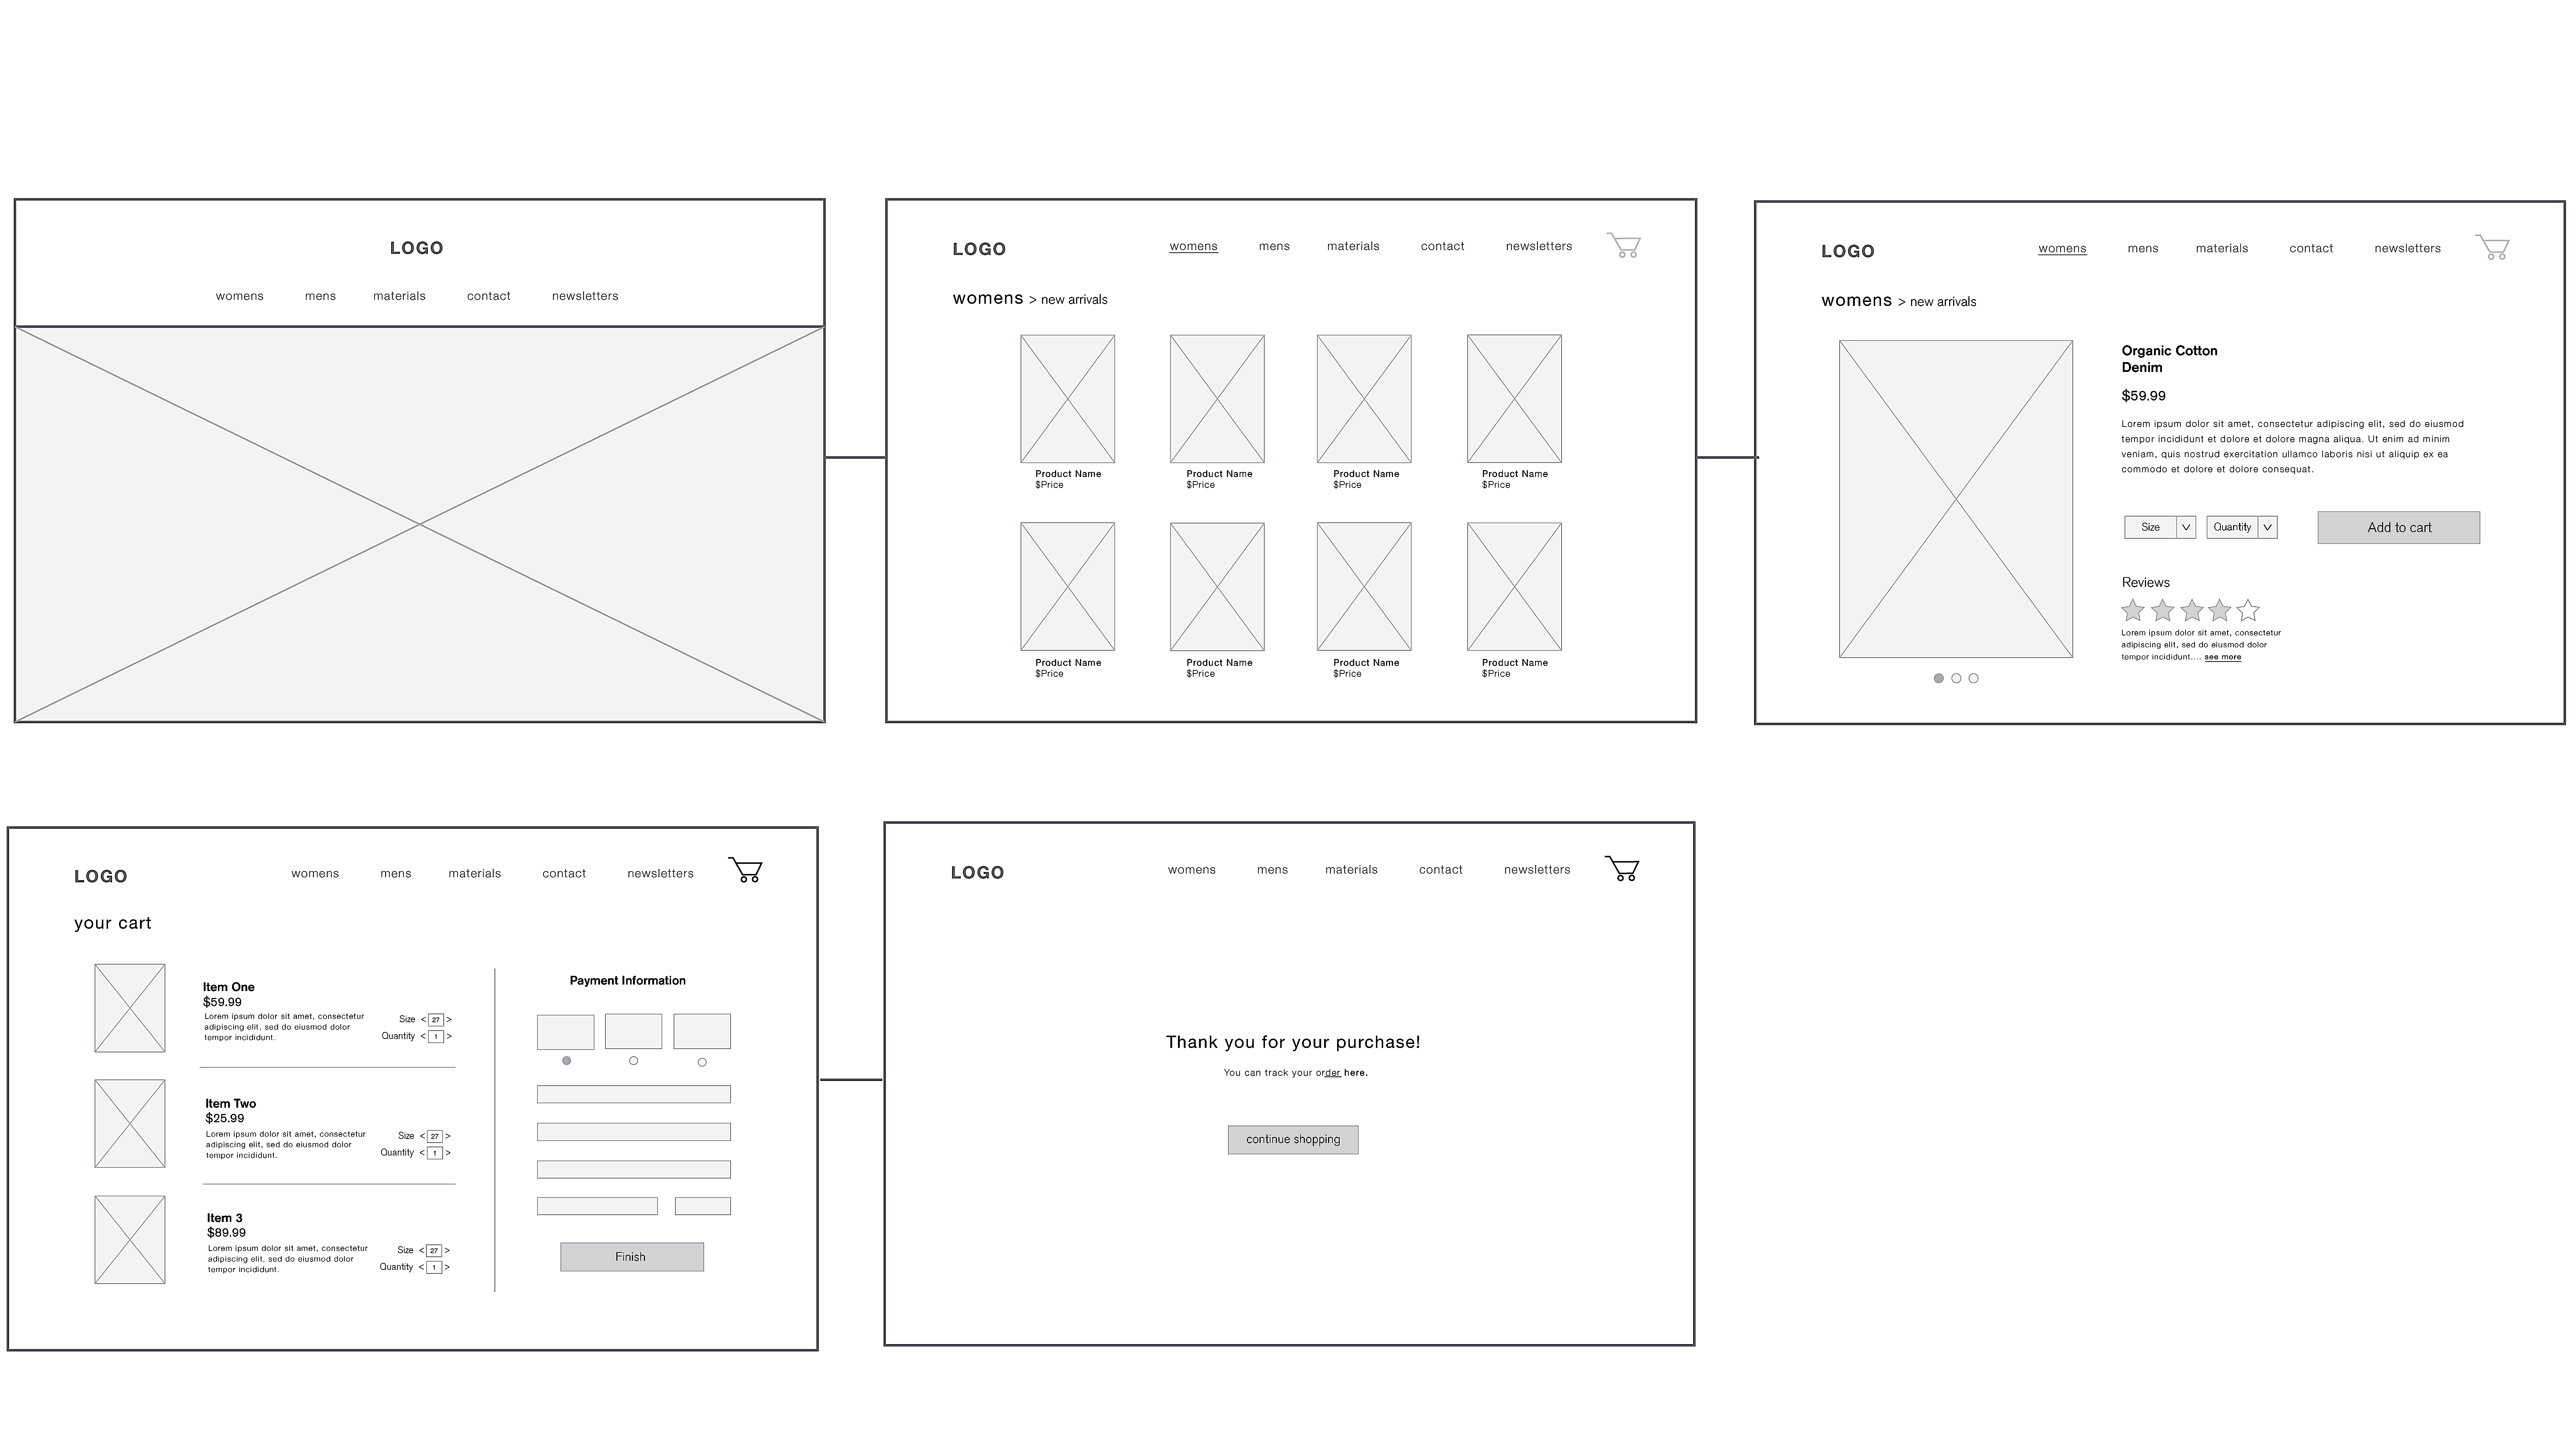 LOGO
womens mens materials contact newsletters
LOGO womens mens materials contact newsletters
womens > new arrivals
Product Name Product Name Product Name Product Name
$Price $Price $Price $Price
Product Name Product Name Product Name Product Name
$Price $Price $Price $Price
LOGO womens mens materials contact newsletters
womens > new arrivals
Organic Cotton
Denim
$59.99
Lorem ipsum dolor sit amet, consectetur adipiscing elit, sed do eiusmod
tempor incididunt et dolore et dolore magna aliqua. Ut enim ad minim
veniam, quis nostrud exercitation ullamco laboris nisi ut aliquip ex ea
commodo et dolore et dolore consequat.
Size Quantity Add to cart
Reviews
Lorem ipsum dolor sit amet, consectetur
adipiscing elit, sed do eiusmod dolor
tempor incididunt.... see more
LOGO womens mens materials contact newsletters
your cart
Item One
$59.99
Lorem ipsum dolor sit amet, consectetur
adipiscing elit, sed do eiusmod dolor
tempor incididunt.
Size < 27 >
Quantity < 1 >
Item Two
$25.99
Lorem ipsum dolor sit amet, consectetur
adipiscing elit, sed do eiusmod dolor
tempor incididunt.
Size < 27 >
Quantity < 1 >
Item 3
$89.99
Lorem ipsum dolor sit amet, consectetur
adipiscing elit, sed do eiusmod dolor
tempor incididunt.
Size < 27 >
Quantity < 1 >
Payment Information
Finish
LOGO womens mens materials contact newsletters
Thank you for your purchase!
You can track your order here.
continue shopping